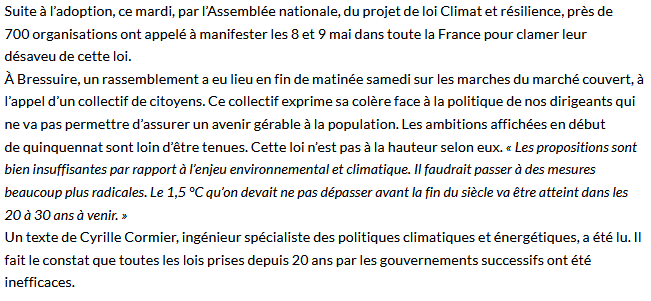 Suite à l’adoption, ce mardi, par l’Assemblée nationale, du projet de loi Climat et résilience, près de
700 organisations ont appelé à manifester les 8 et 9 mai dans toute la France pour clamer leur
désaveu de cette loi.
À Bressuire, un rassemblement a eu lieu en fin de matinée samedi sur les marches du marché couvert, à
l’appel d’un collectif de citoyens. Ce collectif exprime sa colère face à la politique de nos dirigeants qui
ne va pas permettre d’assurer un avenir gérable à la population. Les ambitions affichées en début
de quinquennat sont loin d’être tenues. Cette loi n’est pas à la hauteur selon eux. « Les propositions sont
bien insuffisantes par rapport à l’enjeu environnemental et climatique. Il faudrait passer à des mesures
beaucoup plus radicales. Le 1,5 °C qu’on devait ne pas dépasser avant la fin du siècle va être atteint dans les
20 à 30 ans à venir. »
Un texte de Cyrille Cormier, ingénieur spécialiste des politiques climatiques et énergétiques, a été lu. Il
fait le constat que toutes les lois prises depuis 20 ans par les gouvernements successifs ont été
inefficaces.